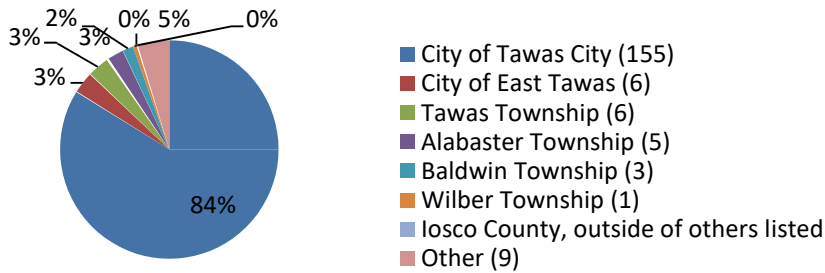 0% 5% 0%
2%
3% 3%
3%
84%
City of Tawas City (155)
City of East Tawas (6)
Tawas Township (6)
Alabaster Township (5)
Baldwin Township (3)
Wilber Township (1)
Iosco County, outside of others listed
Other (9)